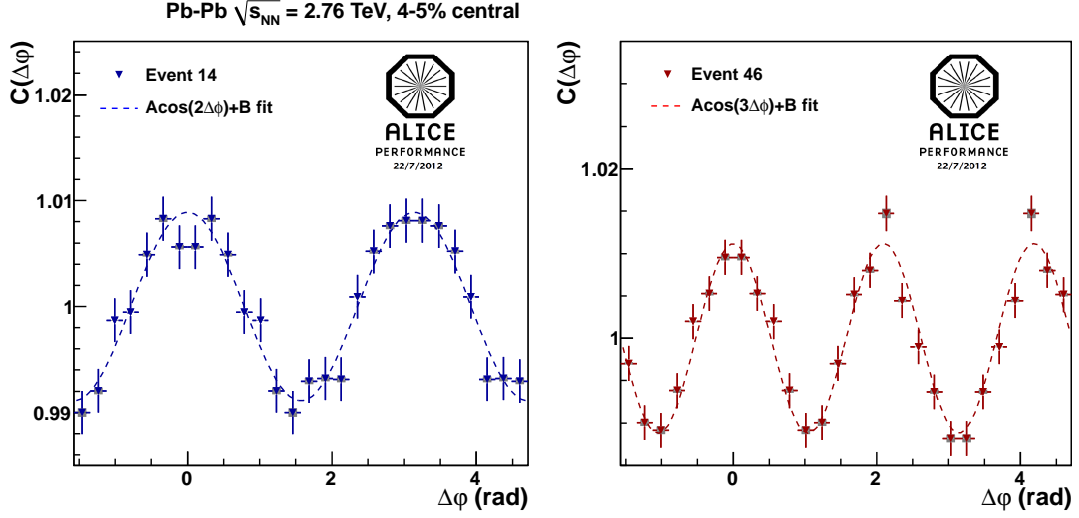 Pb-Pb √sNN = 2.76 TeV, 4-5% central
C(Δφ)
1.02
1.01
1
0.99
Event 14
Acos(2Δϕ)+B fit
ALICE
PERFORMANCE
22/7/2012
0
2
4
Δφ (rad)
C(Δφ)
1.02
1
Event 46
Acos(3Δϕ)+B fit
ALICE
PERFORMANCE
22/7/2012
0
2
4
Δφ (rad)